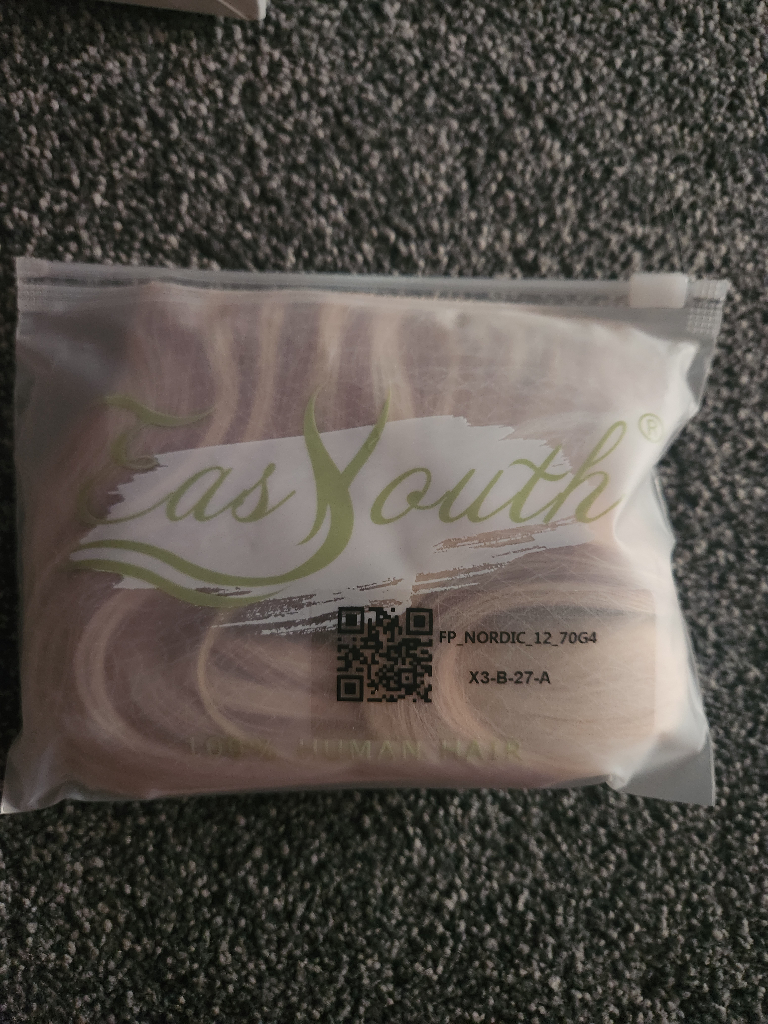 EasYouth®
FP_NORDIC_12_70G4
X3-B-27-A
100% HUMAN HAIR